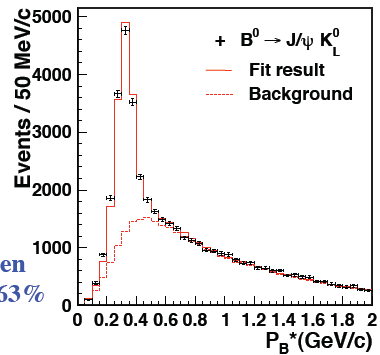 Events / 50 MeV/c
5000
4000
3000
2000
1000
0
B⁰ → J/ψ K⁰_L
Fit result
Background
en
63%
0 0.2 0.4 0.6 0.8 1 1.2 1.4 1.6 1.8 2
P_B*(GeV/c)